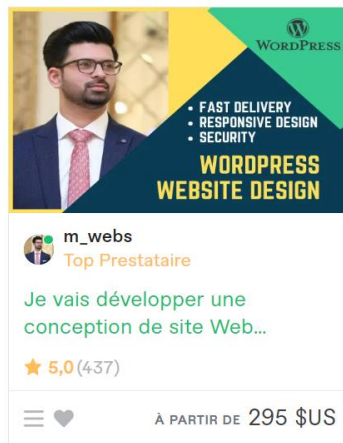 WORDPRESS
• FAST DELIVERY
• RESPONSIVE DESIGN
• SECURITY
WORDPRESS
WEBSITE DESIGN
m_webs
Top Prestataire
Je vais développer une
conception de site Web...
5,0 (437)
À PARTIR DE 295 $US